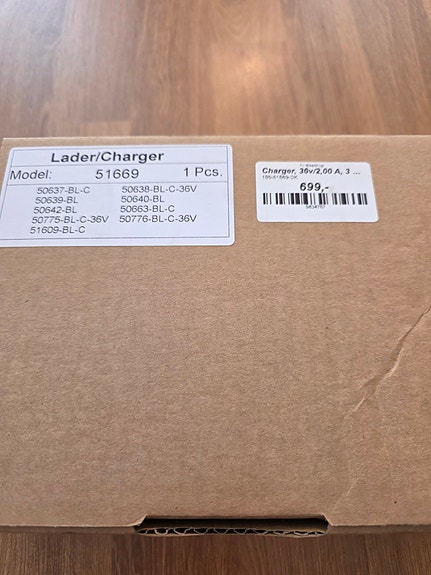 Lader/Charger
Model: 51669 1 Pcs.
50637-BL-C 50638-BL-C-36V
50639-BL 50640-BL
50642-BL 50663-BL-C
50775-BL-C-36V 50776-BL-C-36V
51609-BL-C
Charger, 36v/2,00 A, 3 ...
699,-